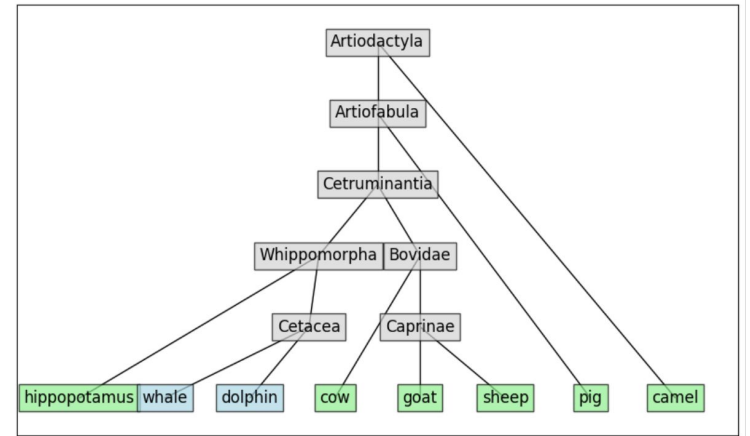 Artiodactyla
Artiofabula
Cetruminantia
Whippomorpha Bovidae
Cetacea Caprinae
hippopotamus whale dolphin cow goat sheep pig camel